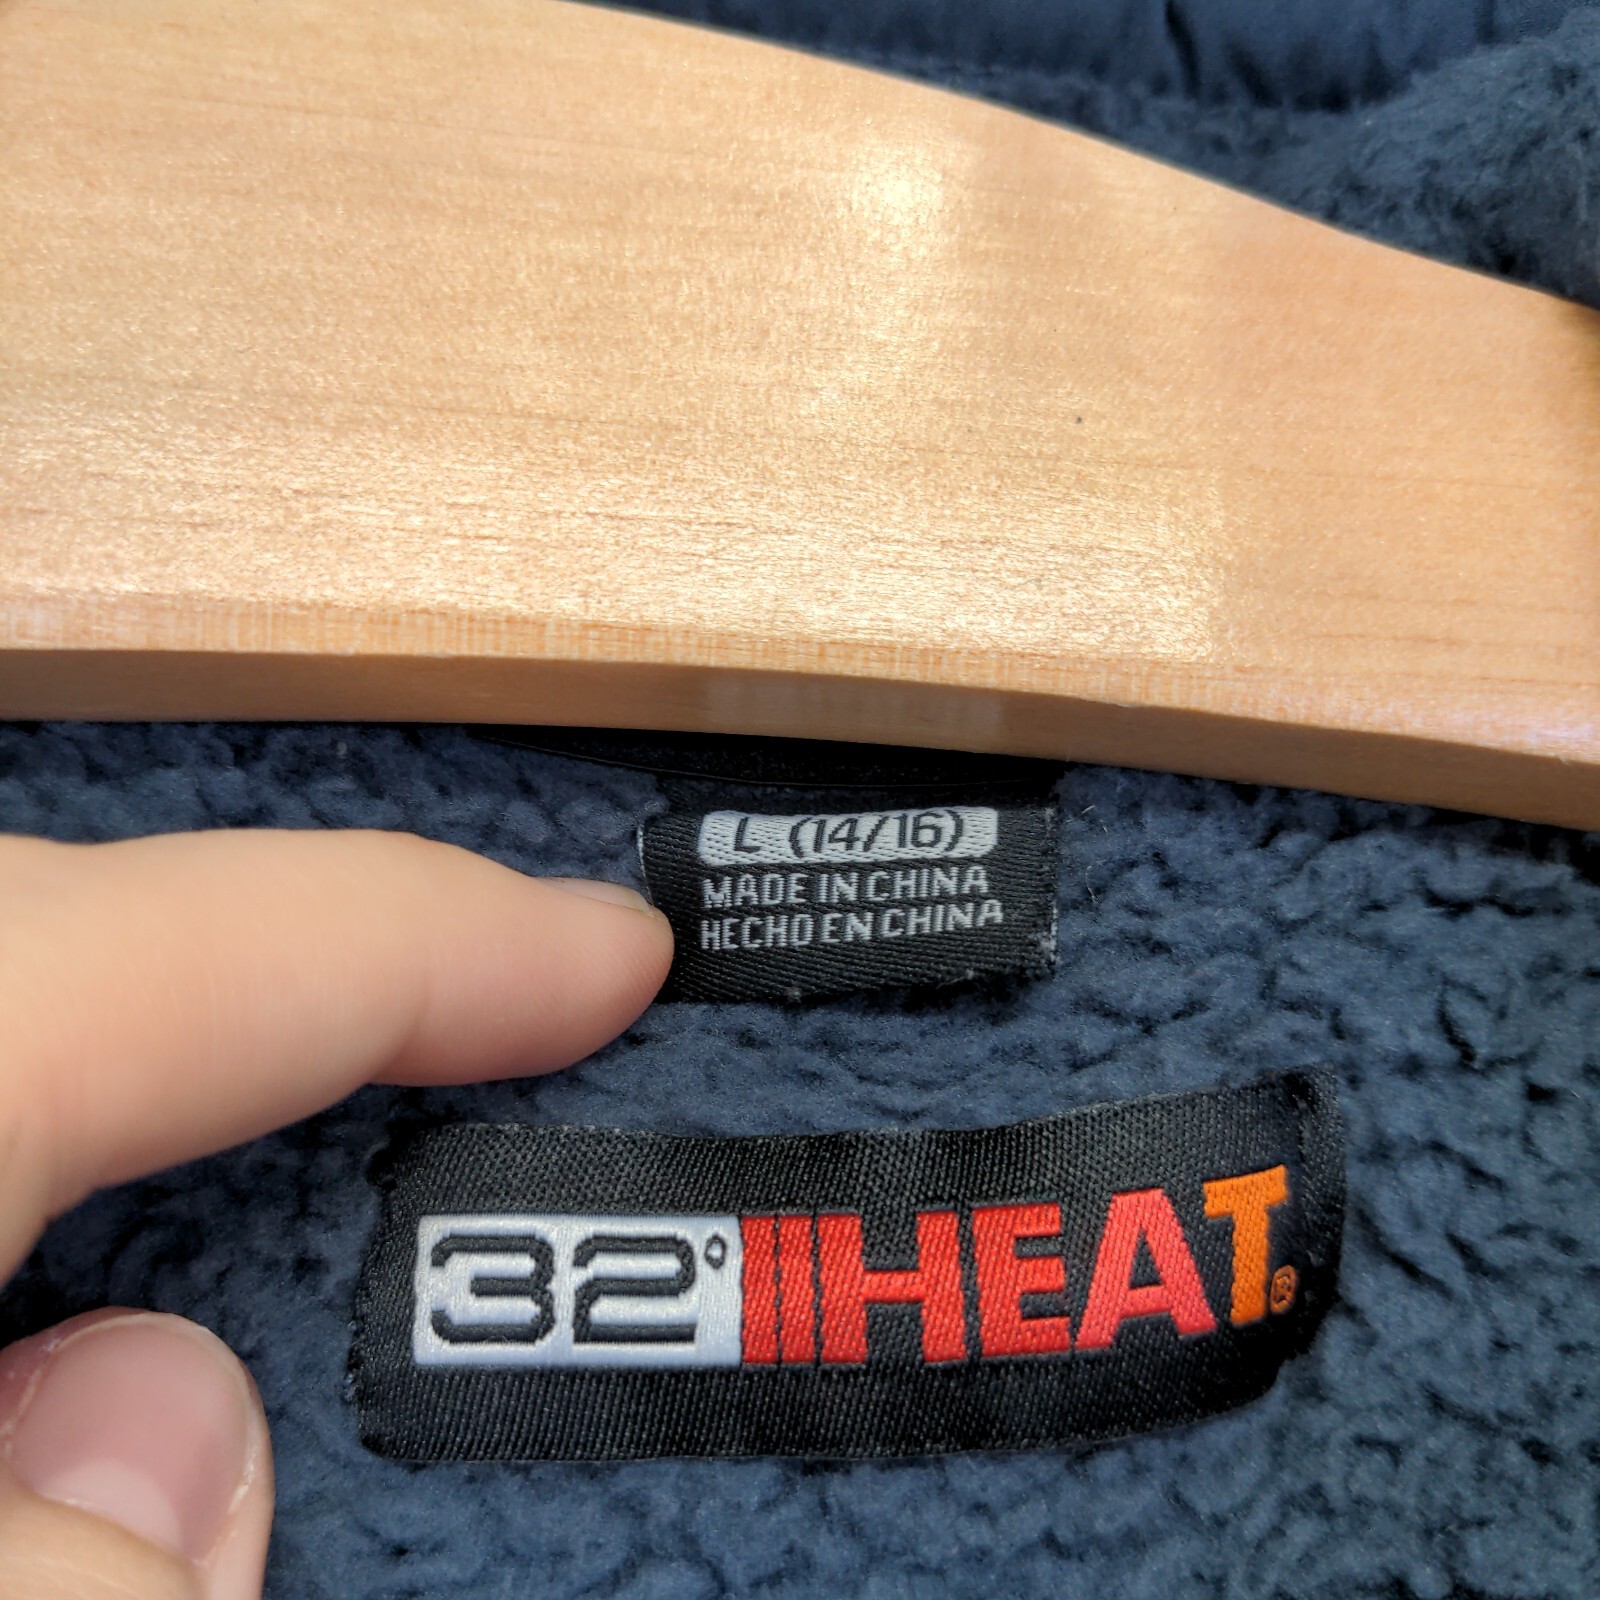 L (14/16)
MADE IN CHINA
HECHO EN CHINA
32° HEAT®